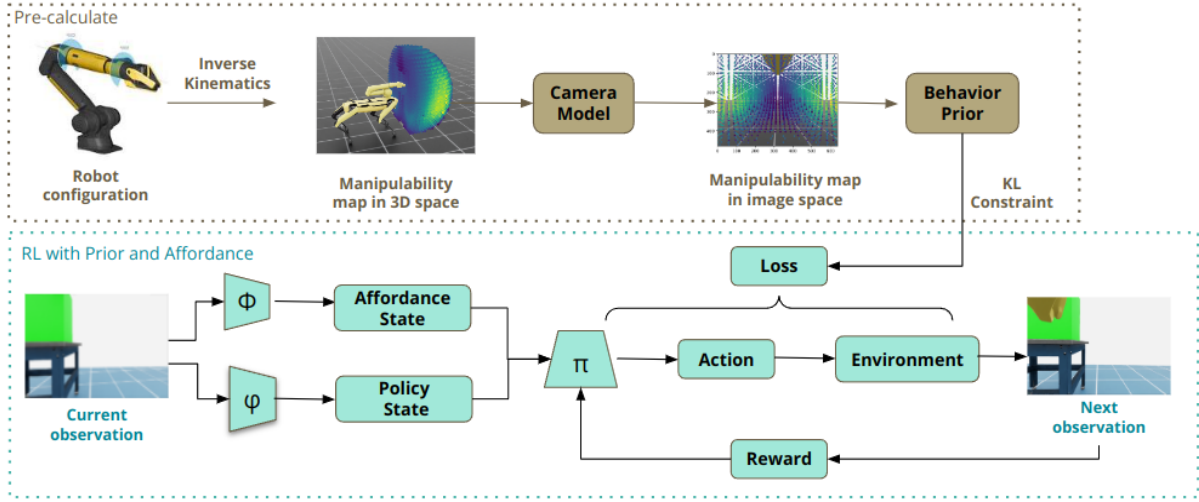 Pre-calculate
Inverse
Kinematics
Camera
Model
Behavior
Prior
Robot
configuration
Manipulability
map in 3D space
Manipulability map
in image space
KL
Constraint
RL with Prior and Affordance
Loss
Φ
Affordance
State
π
Action
Environment
φ
Policy
State
Current
observation
Next
observation
Reward